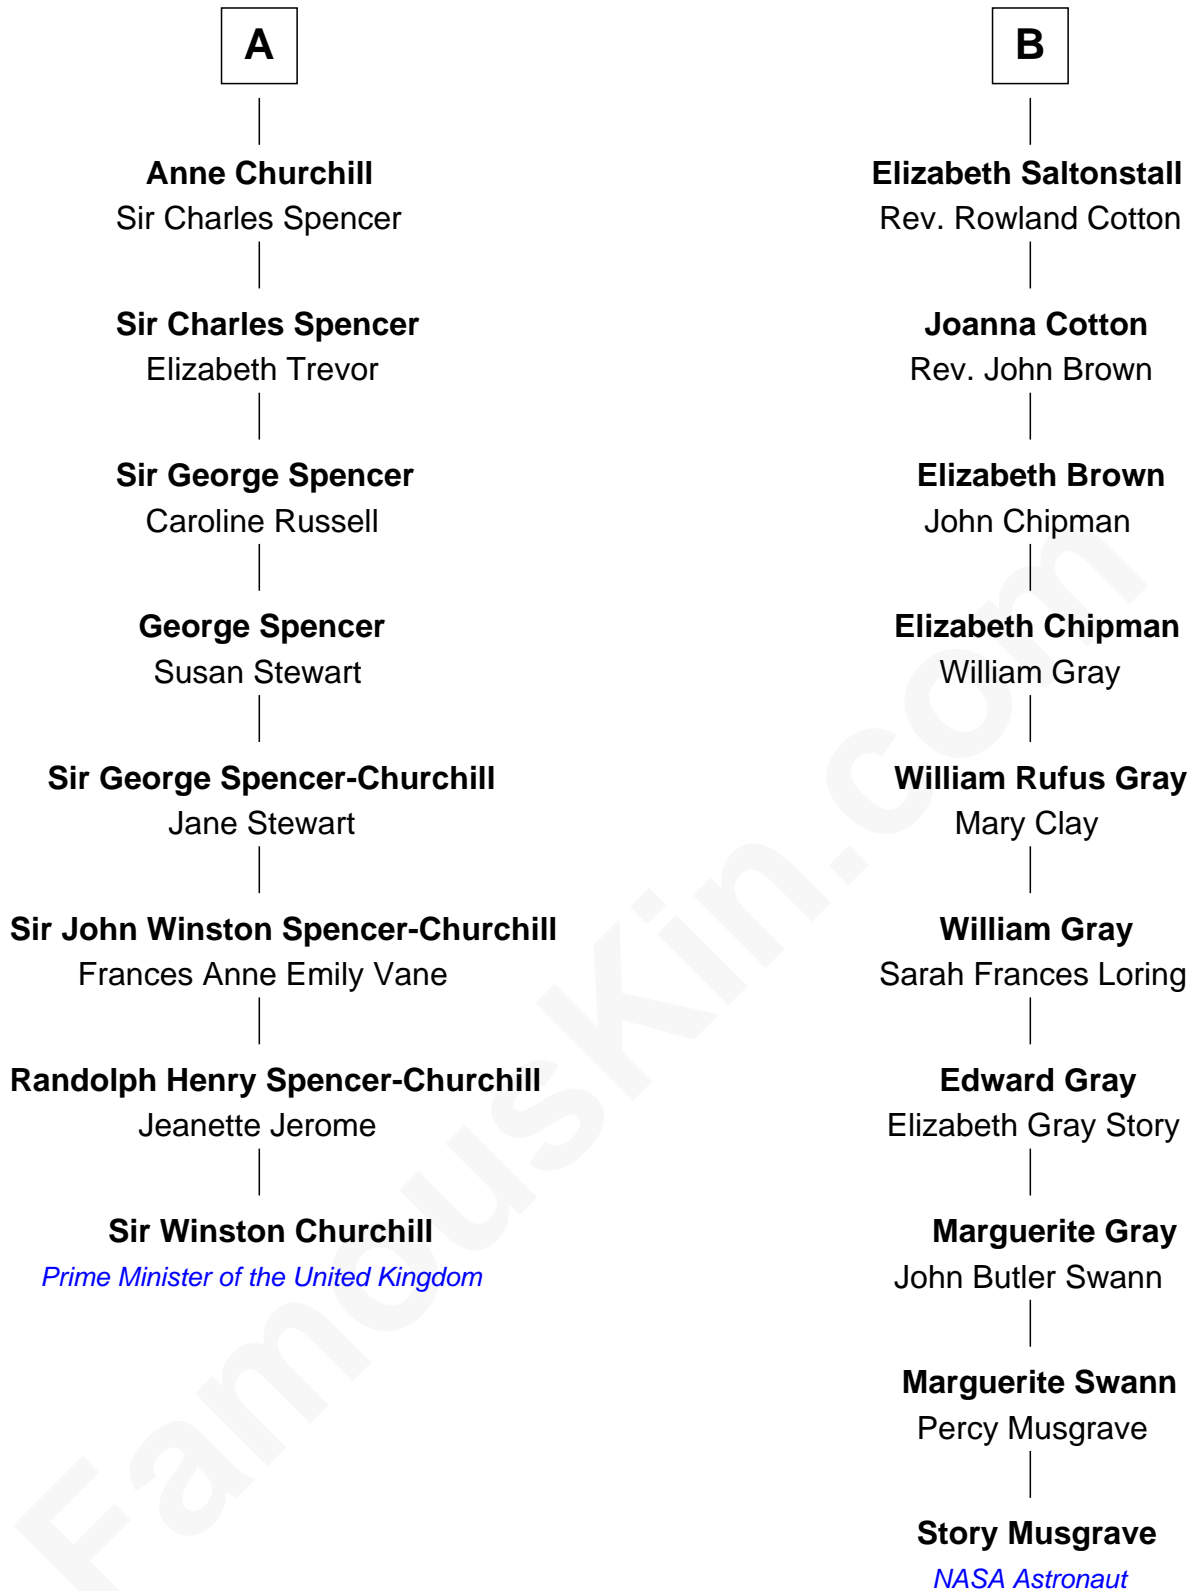 A
Anne Churchill
Sir Charles Spencer
Sir Charles Spencer
Elizabeth Trevor
Sir George Spencer
Caroline Russell
George Spencer
Susan Stewart
Sir George Spencer-Churchill
Jane Stewart
Sir John Winston Spencer-Churchill
Frances Anne Emily Vane
Randolph Henry Spencer-Churchill
Jeanette Jerome
Sir Winston Churchill
Prime Minister of the United Kingdom
B
Elizabeth Saltonstall
Rev. Rowland Cotton
Joanna Cotton
Rev. John Brown
Elizabeth Brown
John Chipman
Elizabeth Chipman
William Gray
William Rufus Gray
Mary Clay
William Gray
Sarah Frances Loring
Edward Gray
Elizabeth Gray Story
Marguerite Gray
John Butler Swann
Marguerite Swann
Percy Musgrave
Story Musgrave
NASA Astronaut
FamousKin.com